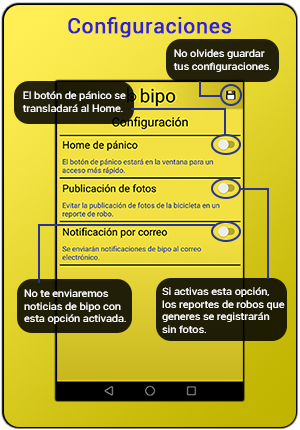 Configuraciones
No olvides guardar
tus configuraciones.
El botón de pánico se
transladará al Home.
o bipo
Configuración
Home de pánico
El botón de pánico estará en la ventana para un
acceso más rápido.
Publicación de fotos
Evitar la publicación de fotos de la bicicleta en un
reporte de robo.
Notificación por correo
Se enviarán notificaciones de bipo al correo
electrónico.
No te enviaremos
noticias de bipo con
esta opción activada.
Si activas esta opción,
los reportes de robos que
generes se registrarán
sin fotos.